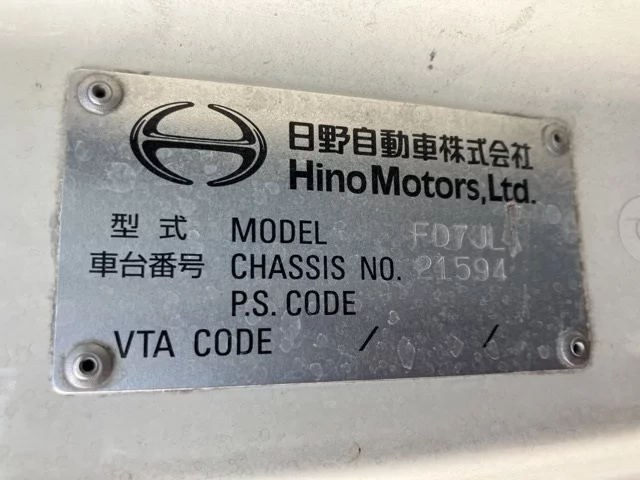 日野自動車株式会社
Hino Motors, Ltd.
型式 MODEL FD7JLA
車台番号 CHASSIS NO. 21594
P.S. CODE
VTA CODE / /